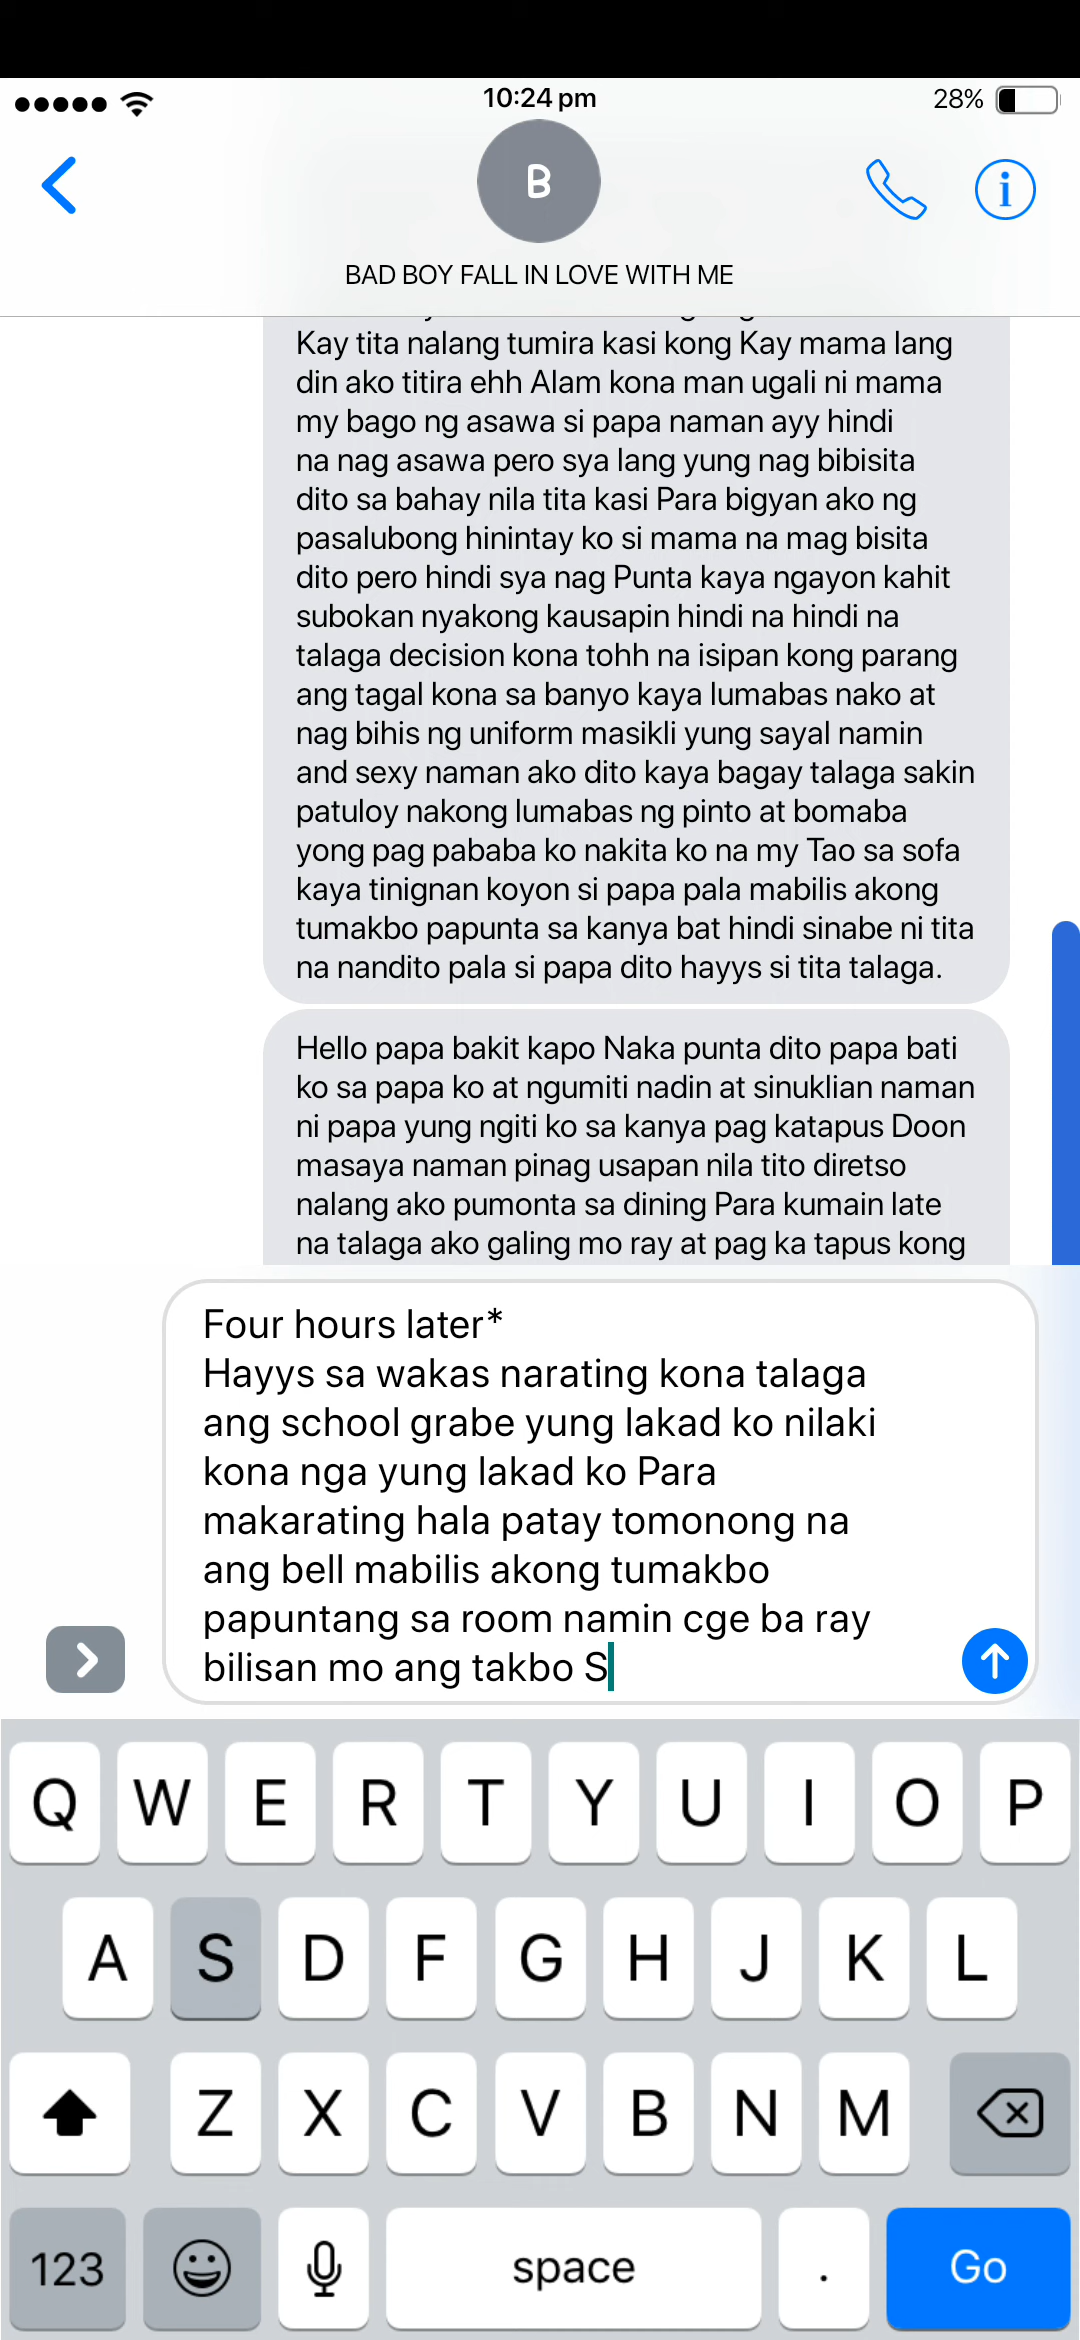 10:24 pm
28%
B
BAD BOY FALL IN LOVE WITH ME
Kay tita nalang tumira kasi kong Kay mama lang
din ako titira ehh Alam kona man ugali ni mama
my bago ng asawa si papa naman ayy hindi
na nag asawa pero sya lang yung nag bibisita
dito sa bahay nila tita kasi Para bigyan ako ng
pasalubong hinintay ko si mama na mag bisita
dito pero hindi sya nag Punta kaya ngayon kahit
subokan nyakong kausapin hindi na hindi na
talaga decision kona tohh na isipan kong parang
ang tagal kona sa banyo kaya lumabas nako at
nag bihis ng uniform masikli yung sayal namin
and sexy naman ako dito kaya bagay talaga sakin
patuloy nakong lumabas ng pinto at bomaba
yong pag pababa ko nakita ko na my Tao sa sofa
kaya tinignan koyon si papa pala mabilis akong
tumakbo papunta sa kanya bat hindi sinabe ni tita
na nandito pala si papa dito hayys si tita talaga.
Hello papa bakit kapo Naka punta dito papa bati
ko sa papa ko at ngumiti nadin at sinuklian naman
ni papa yung ngiti ko sa kanya pag katapus Doon
masaya naman pinag usapan nila tito diretso
nalang ako pumonta sa dining Para kumain late
na talaga ako galing mo ray at pag ka tapus kong
Four hours later*
Hayys sa wakas narating kona talaga
ang school grabe yung lakad ko nilaki
kona nga yung lakad ko Para
makarating hala patay tomonong na
ang bell mabilis akong tumakbo
papuntang sa room namin cge ba ray
bilisan mo ang takbo S
Q W E R T Y U I O P
A S D F G H J K L
Z X C V B N M
123 space . Go